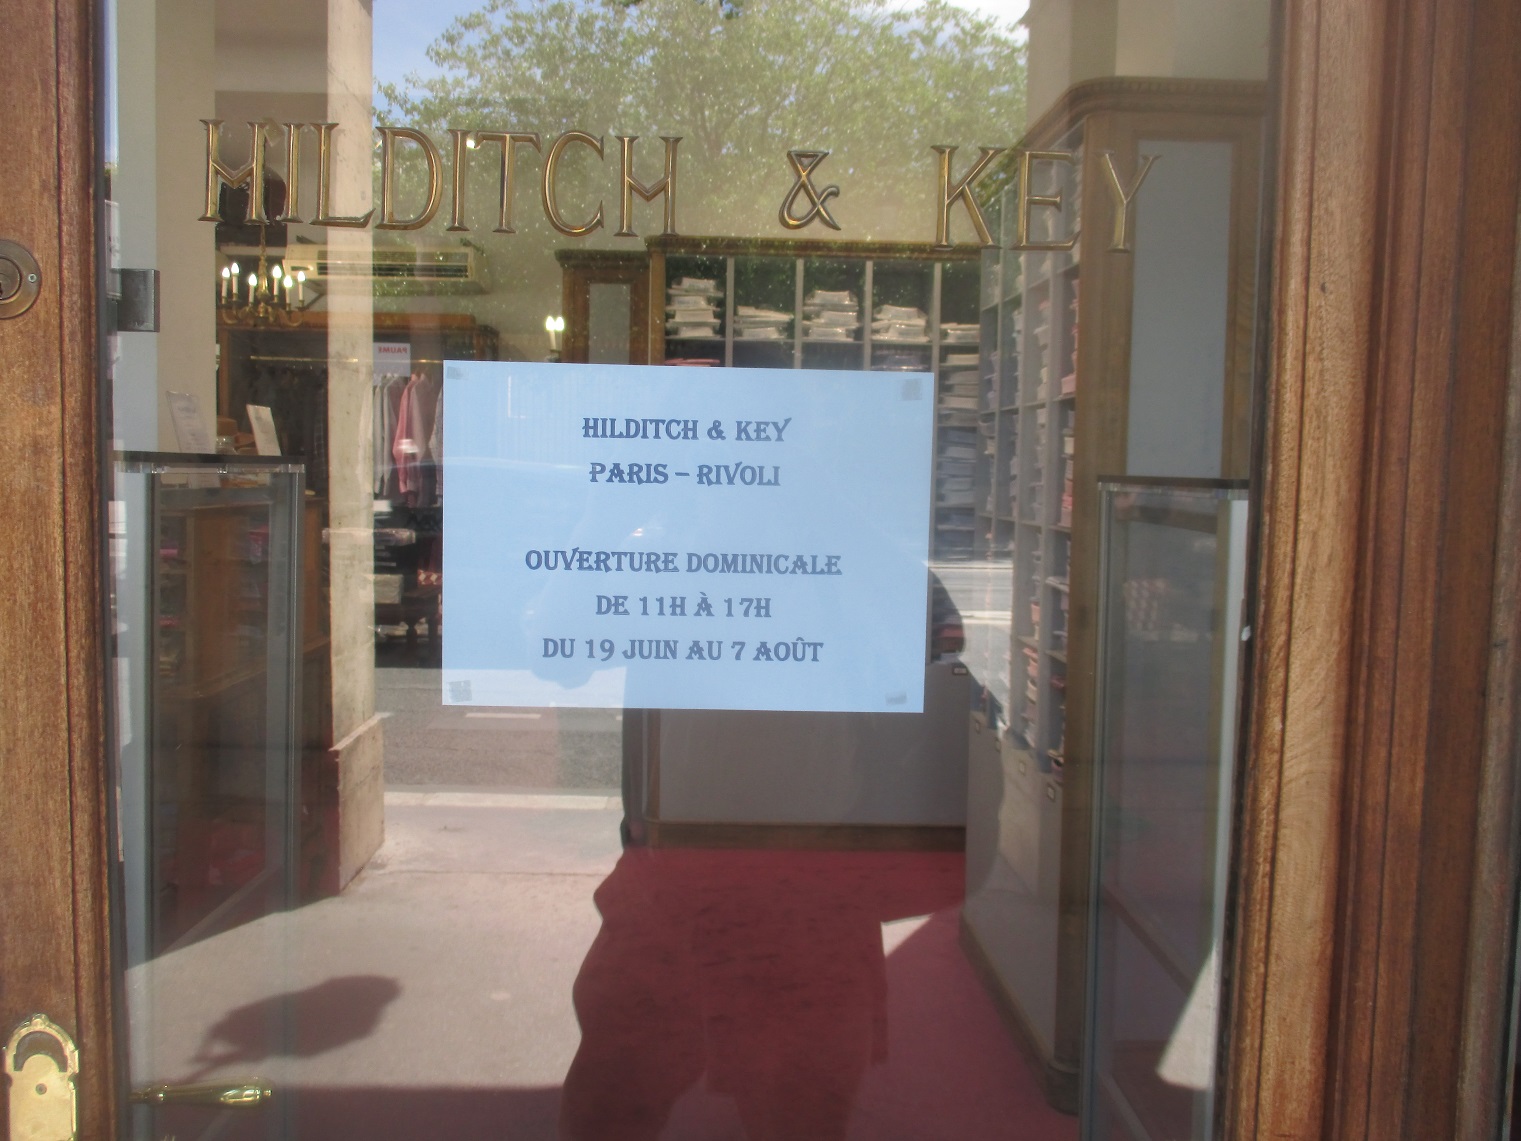 HILDITCH & KEY
HILDITCH & KEY
PARIS – RIVOLI
OUVERTURE DOMINICALE
DE 11H À 17H
DU 19 JUIN AU 7 AOÛT